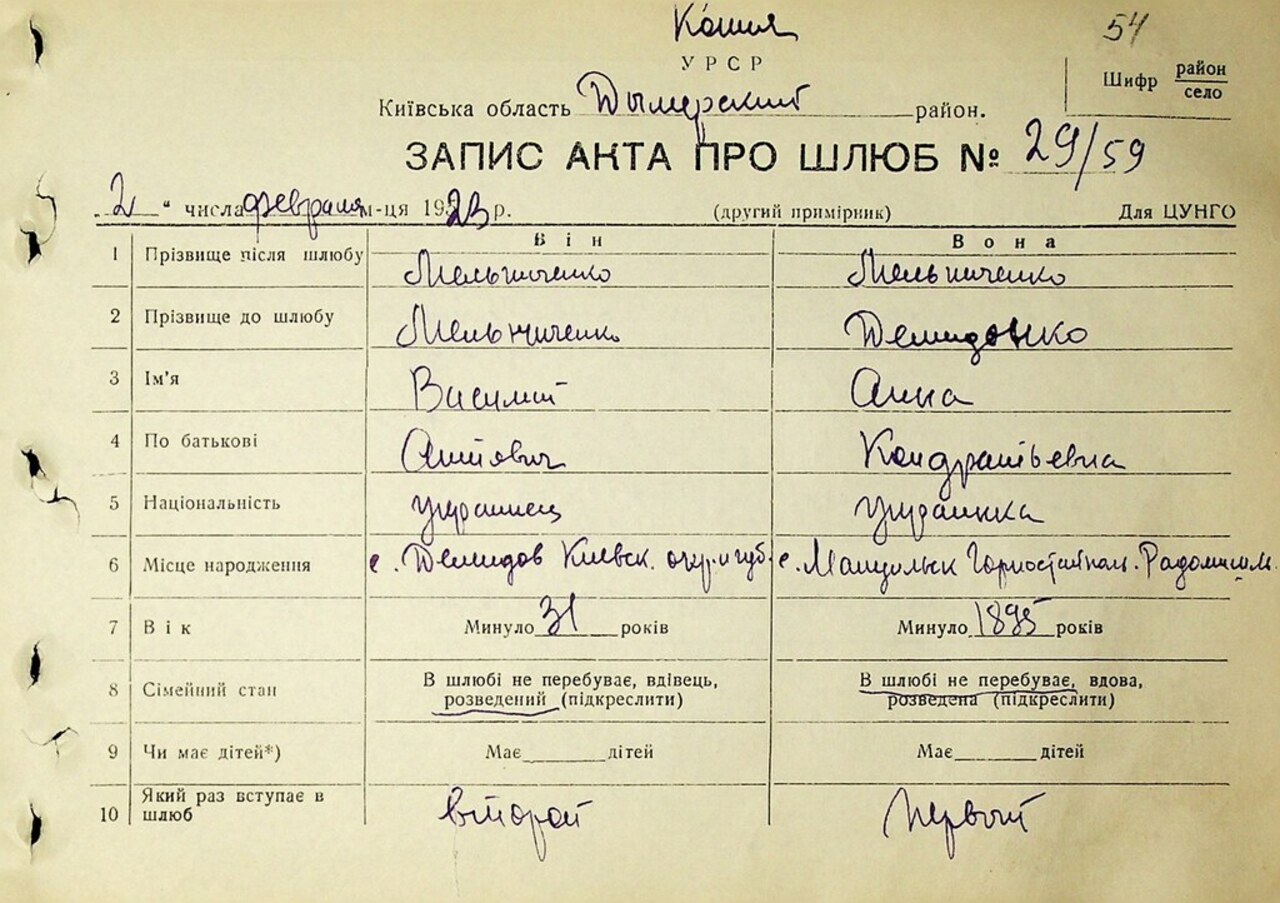 Копия
54
УРСР
Шифр район
село
Київська область Дымерский район.
ЗАПИС АКТА ПРО ШЛЮБ № 29/59
„2“ числа февраля м-ця 1923 р. (другий примірник) Для ЦУНГО
Він Вона
1 Прізвище після шлюбу Мельниченко Мельниченко
2 Прізвище до шлюбу Мельниченко Демиденко
3 Ім'я Василий Анна
4 По батькові Кондратьевна
5 Національність украинец украинка
6 Місце народження с. Демидов Киевск. окр. губ. с. Горностайпол. Радомысл.
7 Вік Минуло 31 років Минуло 1895 років
8 Сімейний стан В шлюбі не перебуває, вдівець, В шлюбі не перебуває, вдова,
розведений (підкреслити) розведена (підкреслити)
9 Чи має дітей*) Має дітей Має дітей
10 Який раз вступає в шлюб второй первый